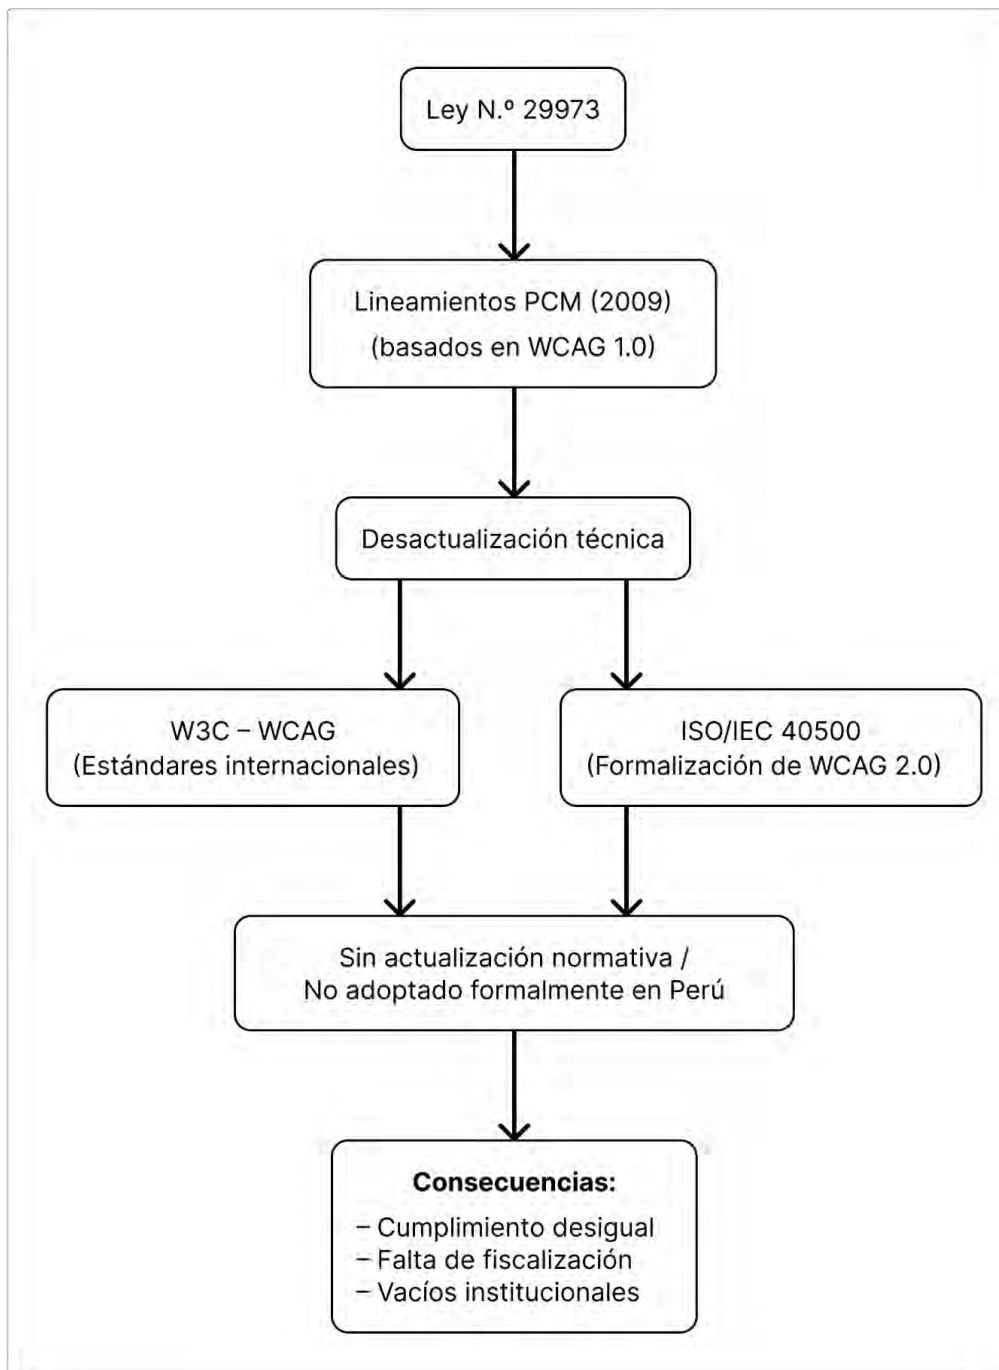 Ley N.º 29973
Lineamientos PCM (2009)
(basados en WCAG 1.0)
Desactualización técnica
W3C – WCAG
(Estándares internacionales)
ISO/IEC 40500
(Formalización de WCAG 2.0)
Sin actualización normativa /
No adoptado formalmente en Perú
Consecuencias:
– Cumplimiento desigual
– Falta de fiscalización
– Vacíos institucionales